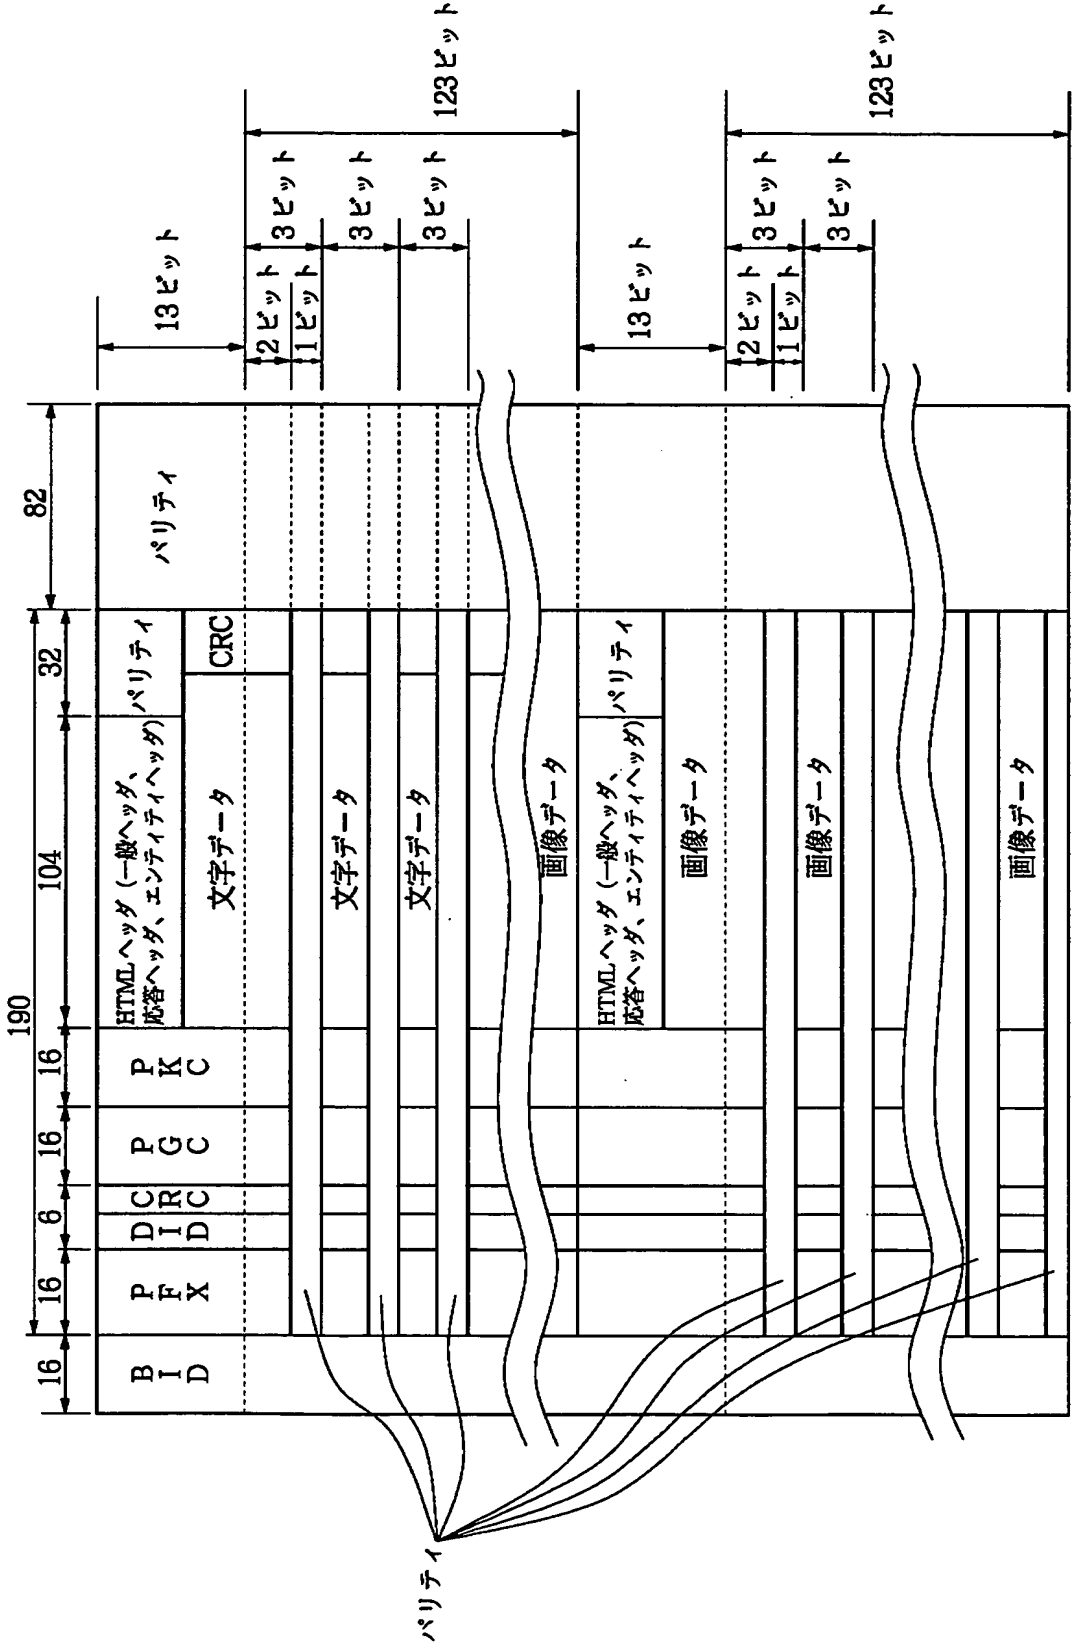 16
190
82
16
16
6
16
16
104
32
BID
PFX
DID
CRC
PGC
PKC
HTMLヘッダ (一般ヘッダ、
応答ヘッダ、エンティティヘッダ)
パリティ
パリティ
文字データ
CRC
文字データ
文字データ
画像データ
HTMLヘッダ (一般ヘッダ、
応答ヘッダ、エンティティヘッダ)
パリティ
画像データ
画像データ
画像データ
13ビット
2ビット
1ビット
3ビット
3ビット
3ビット
123ビット
13ビット
2ビット
1ビット
3ビット
3ビット
123ビット
パリティ